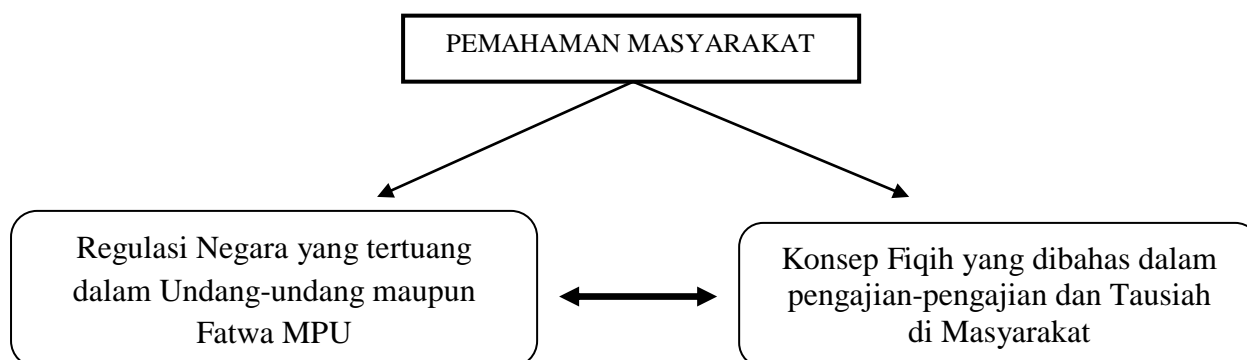 PEMAHAMAN MASYARAKAT
Regulasi Negara yang tertuang
dalam Undang-undang maupun
Fatwa MPU
Konsep Fiqih yang dibahas dalam
pengajian-pengajian dan Tausiah
di Masyarakat